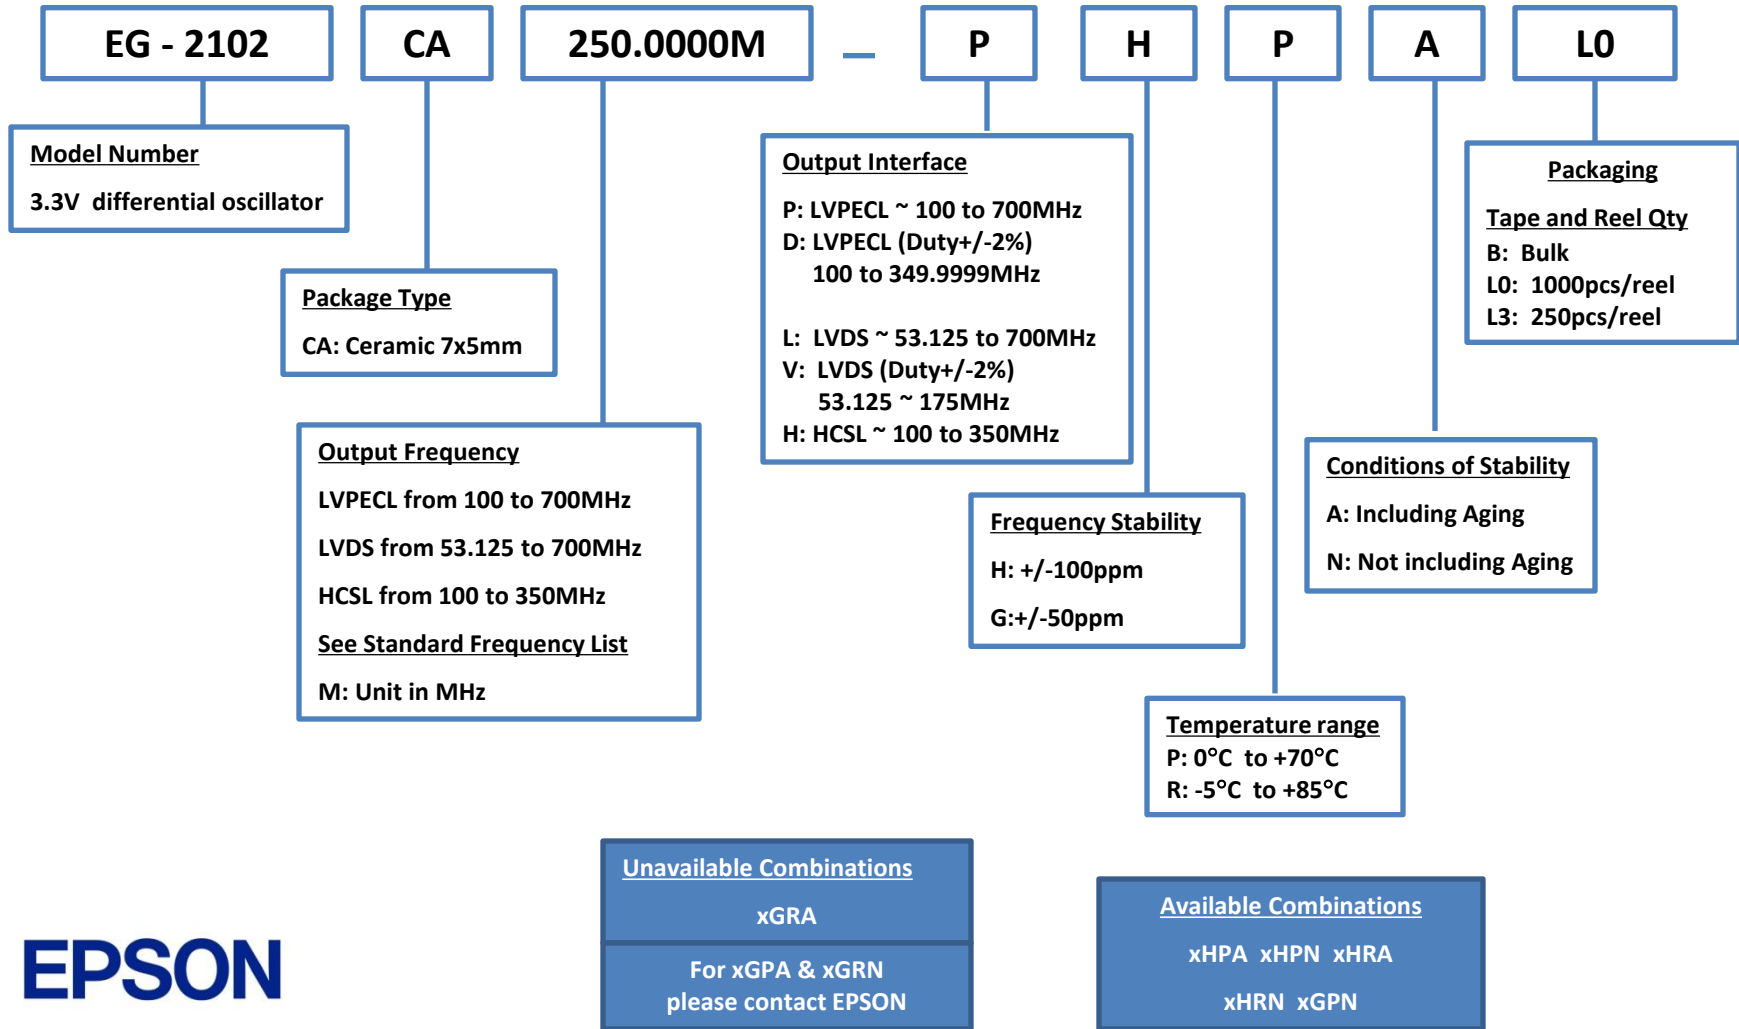 EG - 2102 CA 250.0000M _ P H P A L0
Model Number
3.3V differential oscillator
Package Type
CA: Ceramic 7x5mm
Output Frequency
LVPECL from 100 to 700MHz
LVDS from 53.125 to 700MHz
HCSL from 100 to 350MHz
See Standard Frequency List
M: Unit in MHz
Output Interface
P: LVPECL ~ 100 to 700MHz
D: LVPECL (Duty+/-2%)
100 to 349.9999MHz
L: LVDS ~ 53.125 to 700MHz
V: LVDS (Duty+/-2%)
53.125 ~ 175MHz
H: HCSL ~ 100 to 350MHz
Frequency Stability
H: +/-100ppm
G:+/-50ppm
Temperature range
P: 0°C to +70°C
R: -5°C to +85°C
Conditions of Stability
A: Including Aging
N: Not including Aging
Packaging
Tape and Reel Qty
B: Bulk
L0: 1000pcs/reel
L3: 250pcs/reel
Unavailable Combinations
xGRA
For xGPA & xGRN
please contact EPSON
Available Combinations
xHPA xHPN xHRA
xHRN xGPN
EPSON